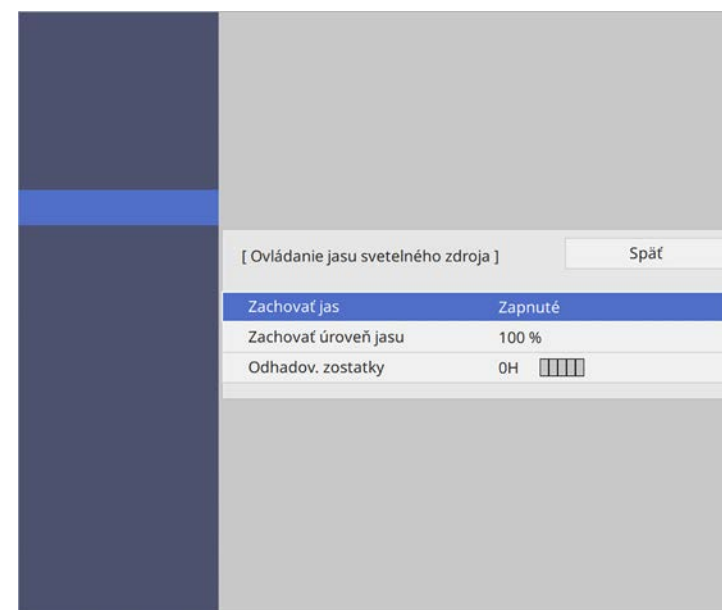 [ Ovládanie jasu svetelného zdroja ] Späť
Zachovať jas Zapnuté
Zachovať úroveň jasu 100 %
Odhadov. zostatky 0H